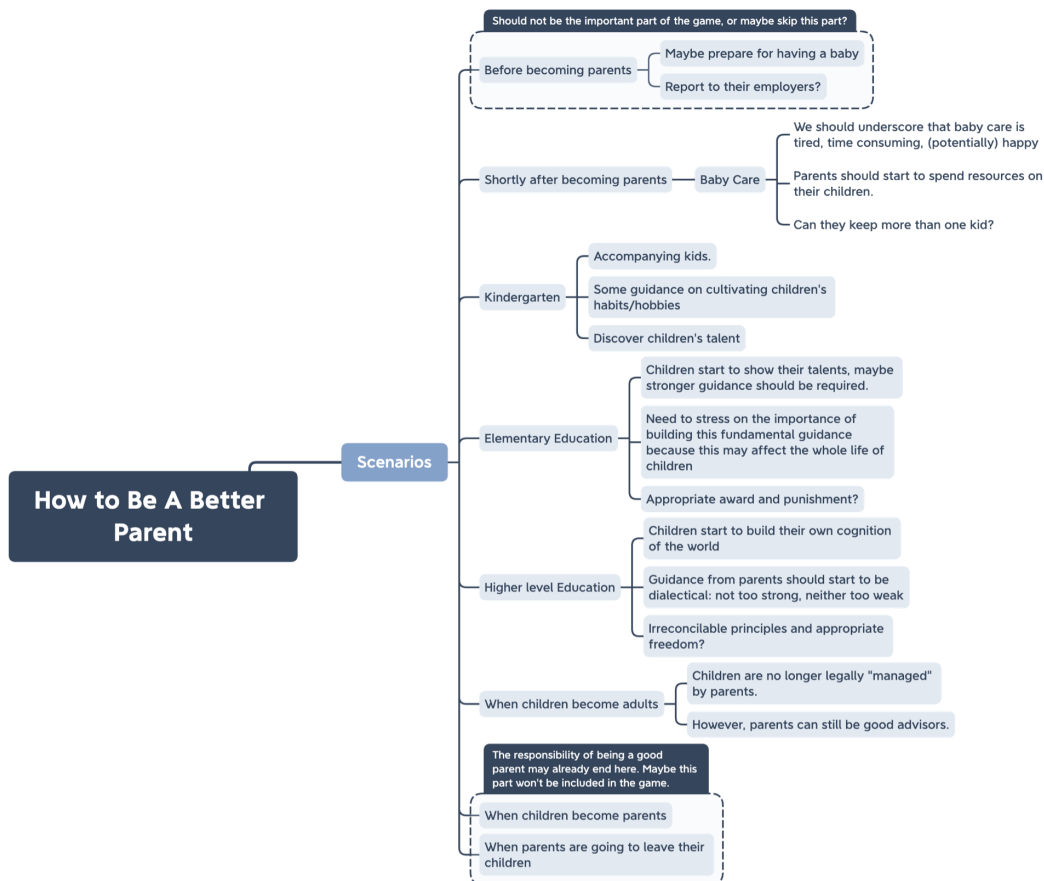 How to Be A Better
Parent
Scenarios
Should not be the important part of the game, or maybe skip this part?
Before becoming parents
Maybe prepare for having a baby
Report to their employers?
Shortly after becoming parents
Baby Care
We should underscore that baby care is
tired, time consuming, (potentially) happy
Parents should start to spend resources on
their children.
Can they keep more than one kid?
Kindergarten
Accompanying kids.
Some guidance on cultivating children's
habits/hobbies
Discover children's talent
Elementary Education
Children start to show their talents, maybe
stronger guidance should be required.
Need to stress on the importance of
building this fundamental guidance
because this may affect the whole life of
children
Appropriate award and punishment?
Higher level Education
Children start to build their own cognition
of the world
Guidance from parents should start to be
dialectical: not too strong, neither too weak
Irreconcilable principles and appropriate
freedom?
When children become adults
Children are no longer legally "managed"
by parents.
However, parents can still be good advisors.
The responsibility of being a good
parent may already end here. Maybe this
part won't be included in the game.
When children become parents
When parents are going to leave their
children